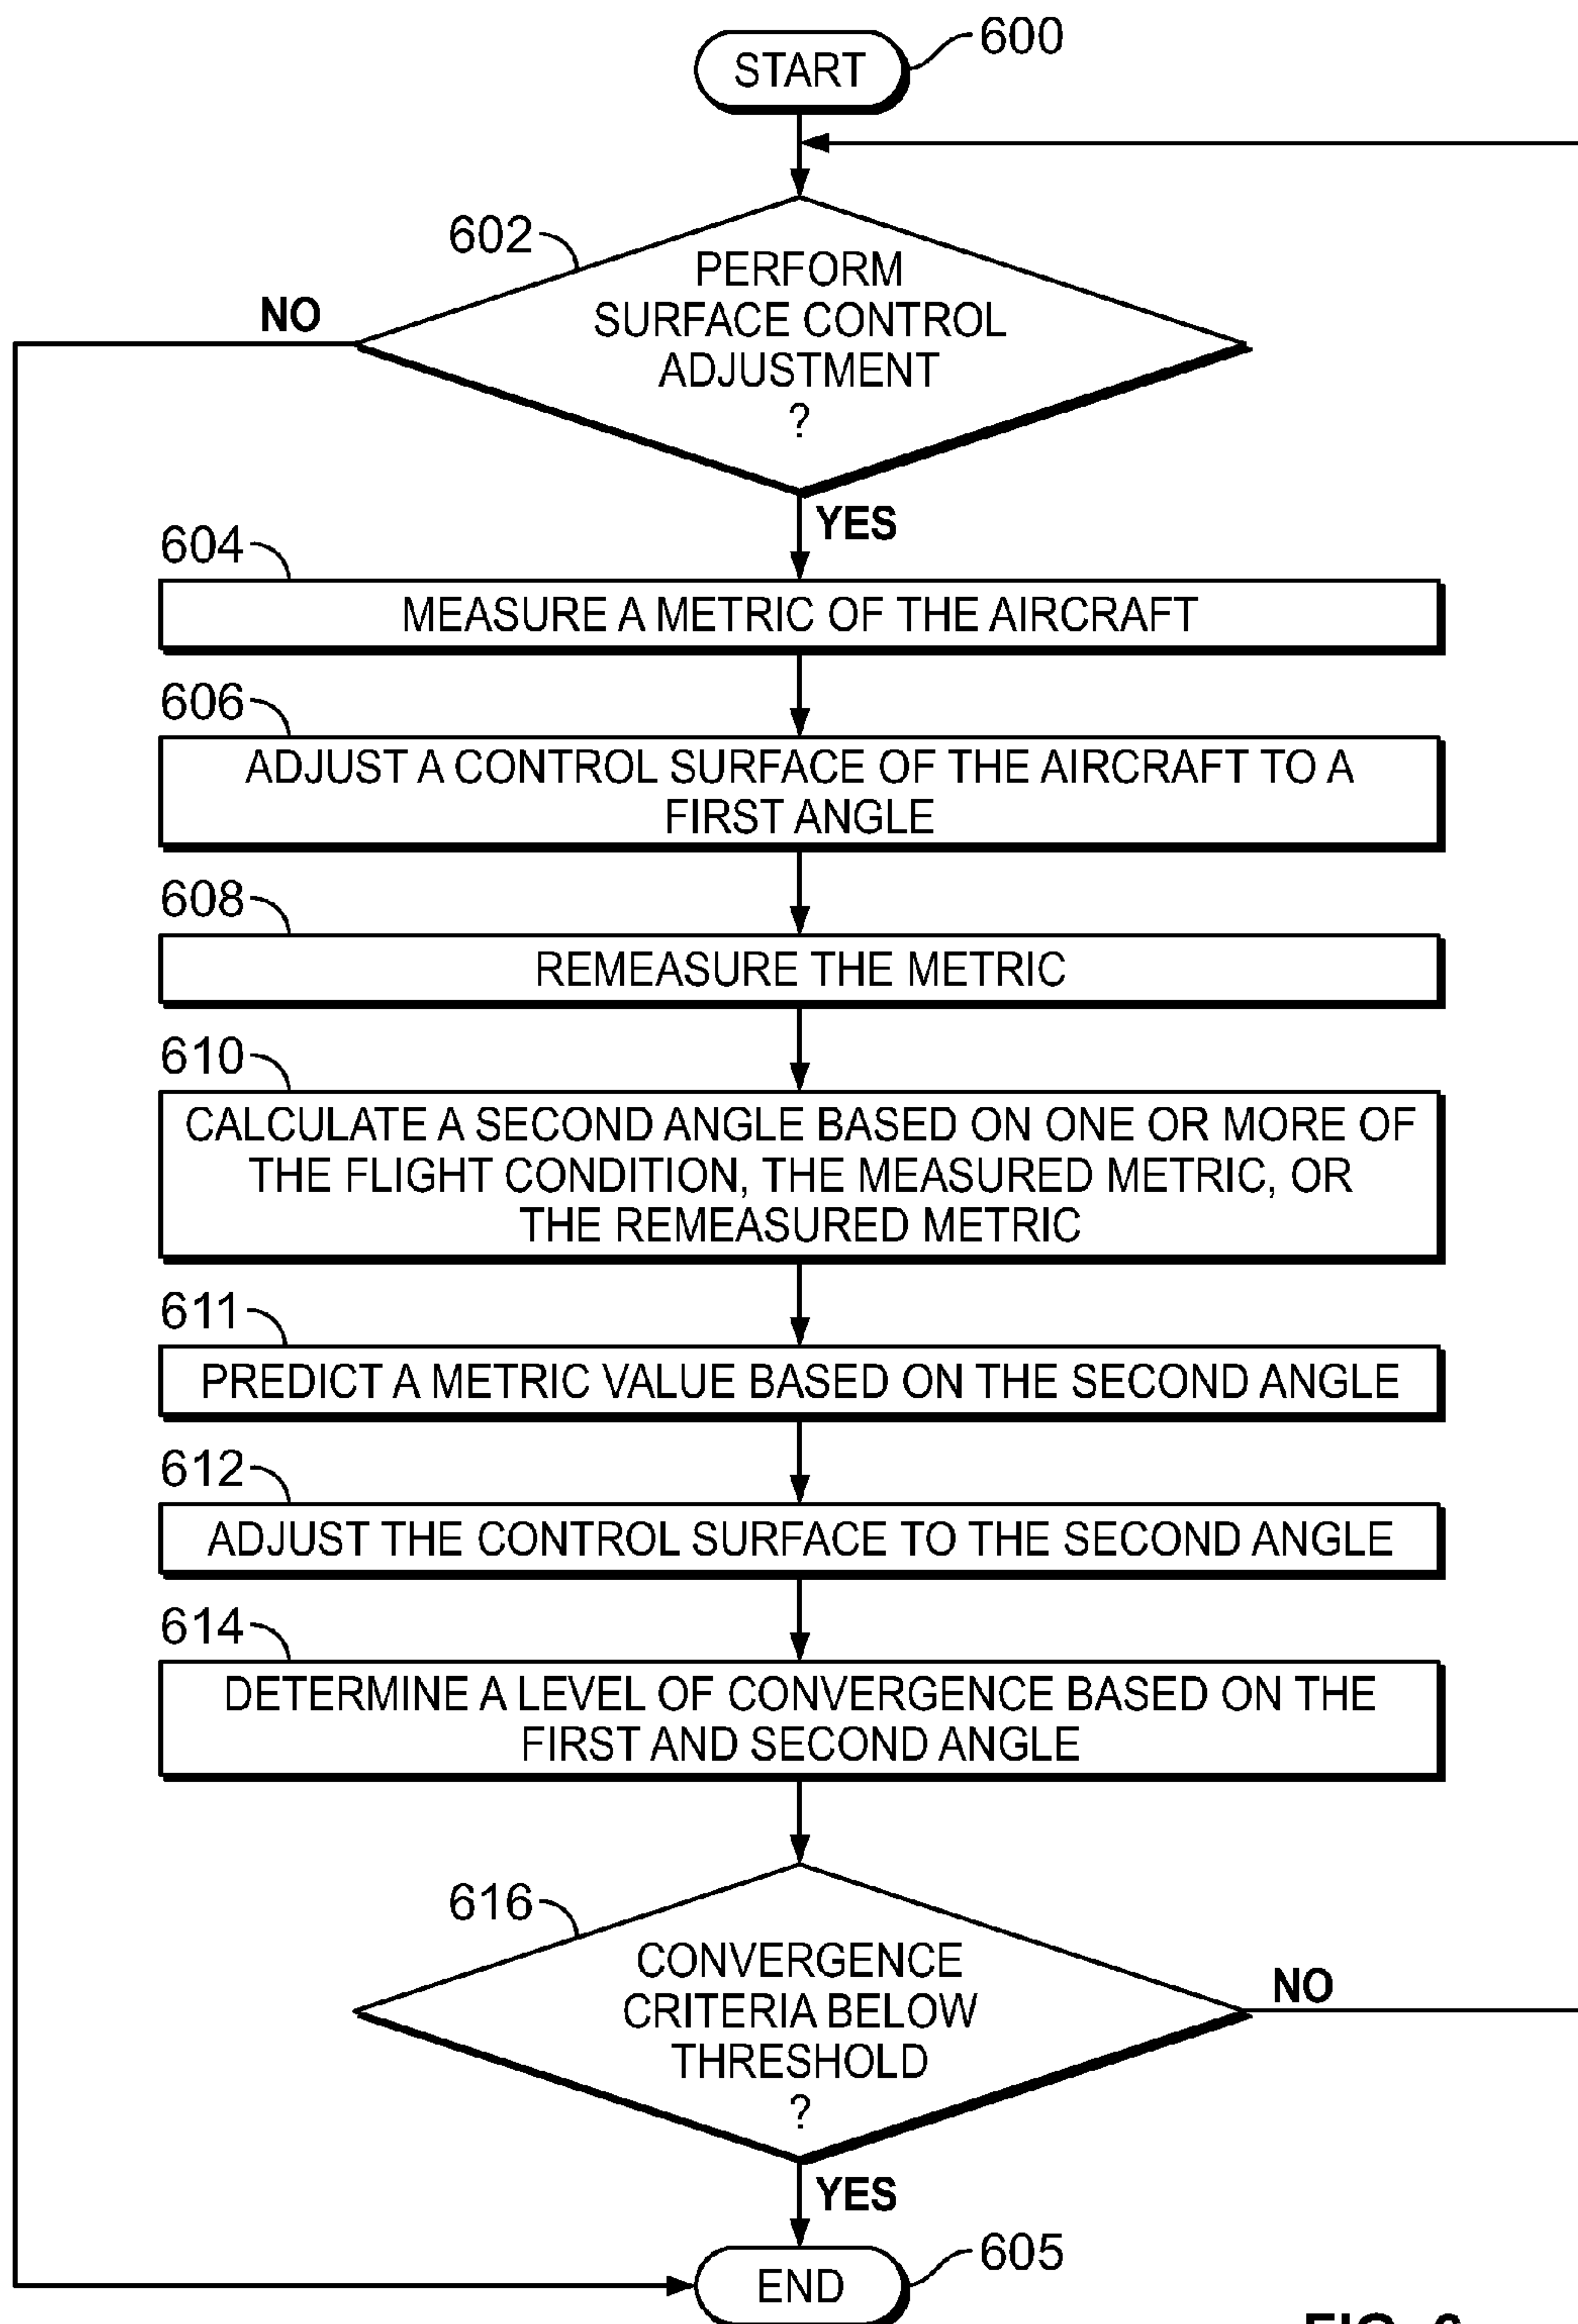 START
600
602
PERFORM
SURFACE CONTROL
ADJUSTMENT
?
NO
YES
604
MEASURE A METRIC OF THE AIRCRAFT
606
ADJUST A CONTROL SURFACE OF THE AIRCRAFT TO A
FIRST ANGLE
608
REMEASURE THE METRIC
610
CALCULATE A SECOND ANGLE BASED ON ONE OR MORE OF
THE FLIGHT CONDITION, THE MEASURED METRIC, OR
THE REMEASURED METRIC
611
PREDICT A METRIC VALUE BASED ON THE SECOND ANGLE
612
ADJUST THE CONTROL SURFACE TO THE SECOND ANGLE
614
DETERMINE A LEVEL OF CONVERGENCE BASED ON THE
FIRST AND SECOND ANGLE
616
CONVERGENCE
CRITERIA BELOW
THRESHOLD
?
NO
YES
605
END
FIG. 6